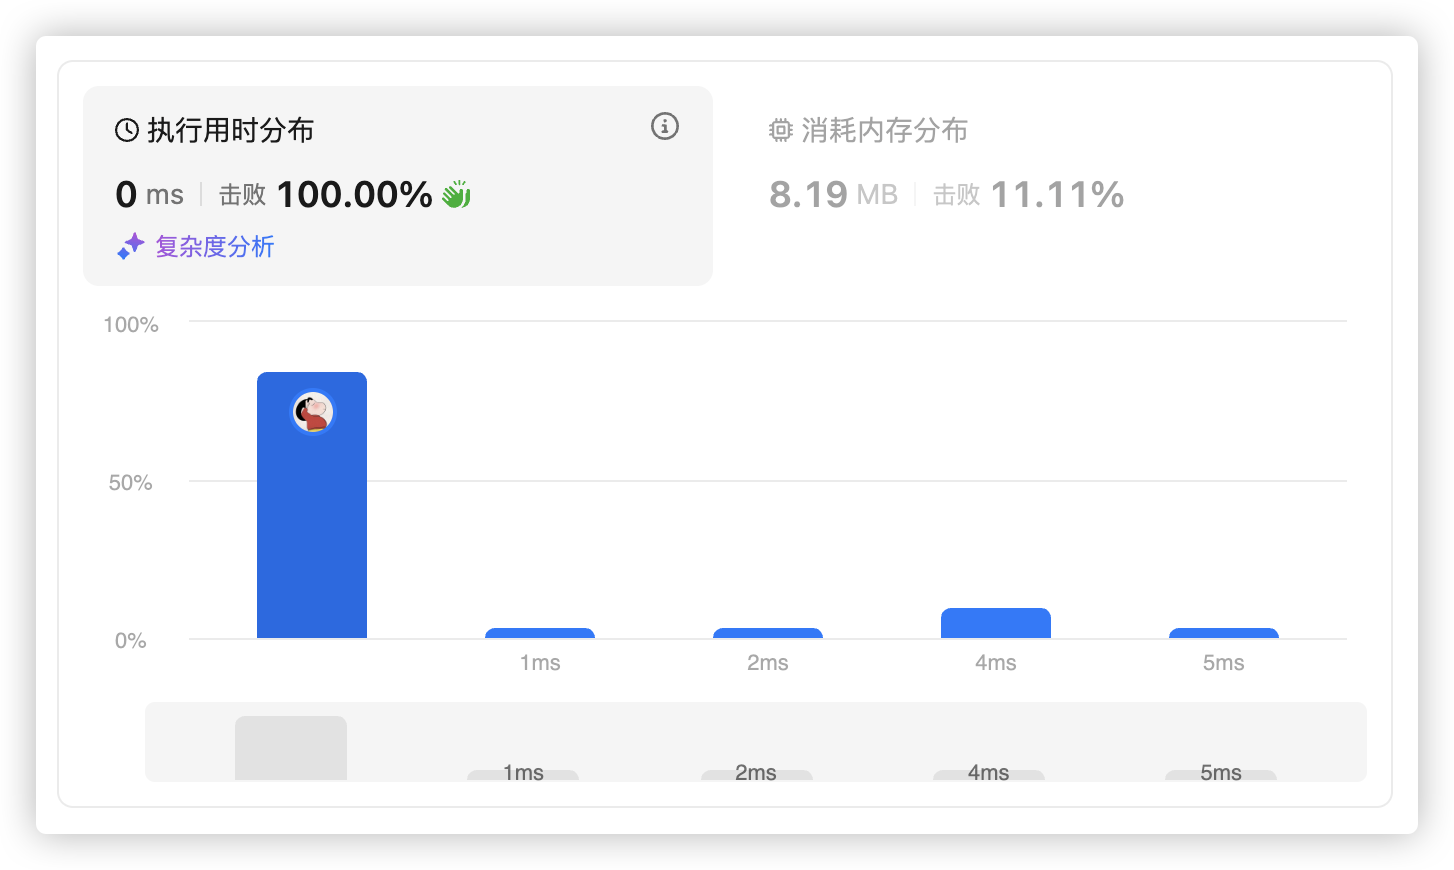 执行用时分布
0 ms 击败 100.00%
复杂度分析
消耗内存分布
8.19 MB 击败 11.11%
100%
50%
0%
1ms 2ms 4ms 5ms
1ms 2ms 4ms 5ms